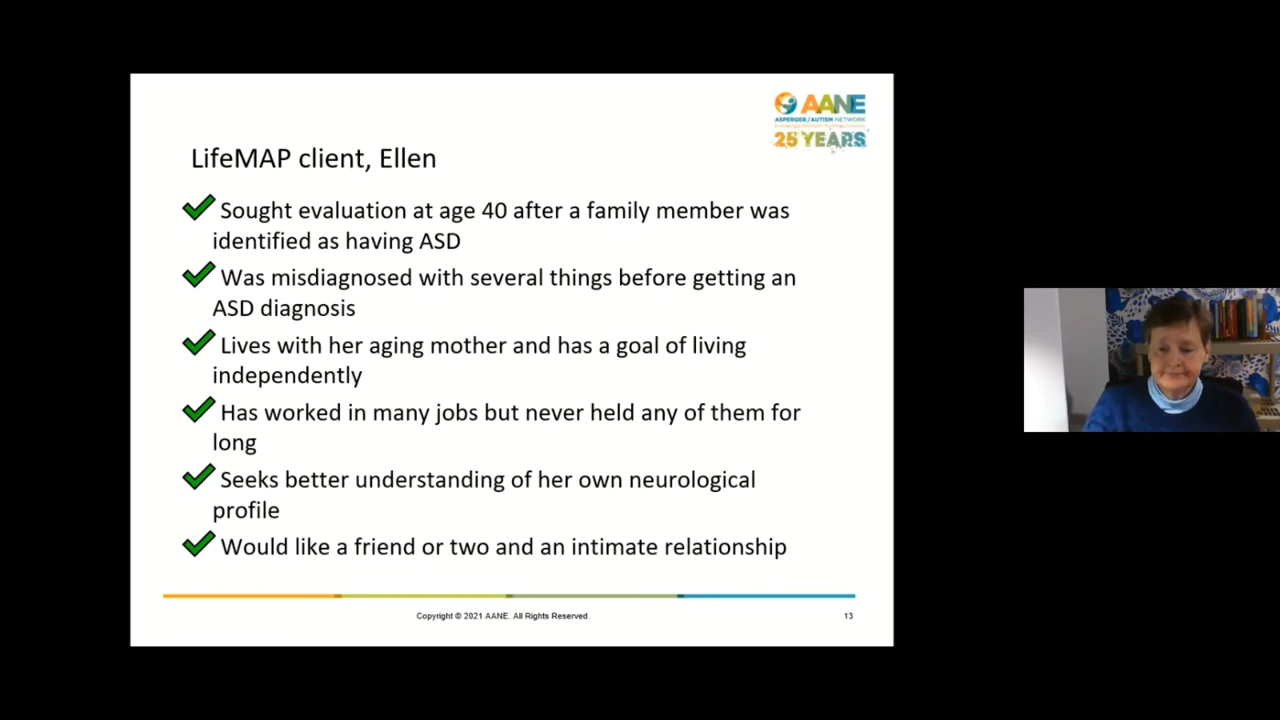 AANE
ASPERGER/AUTISM NETWORK
25 YEARS
LifeMAP client, Ellen
Sought evaluation at age 40 after a family member was
identified as having ASD
Was misdiagnosed with several things before getting an
ASD diagnosis
Lives with her aging mother and has a goal of living
independently
Has worked in many jobs but never held any of them for
long
Seeks better understanding of her own neurological
profile
Would like a friend or two and an intimate relationship
Copyright © 2021 AANE. All Rights Reserved.
13